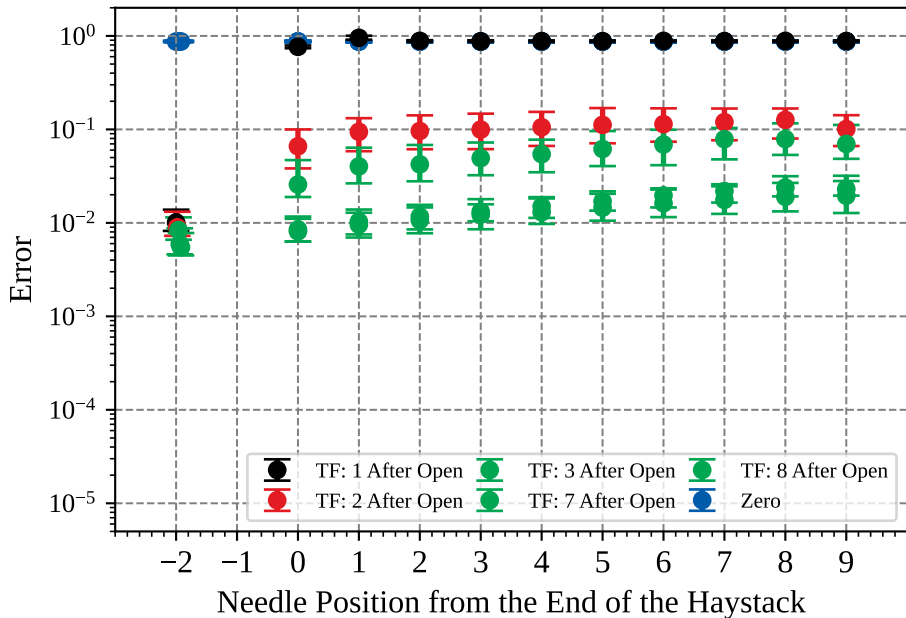 10⁰
10⁻¹
10⁻²
10⁻³
10⁻⁴
10⁻⁵
Error
TF: 1 After Open TF: 3 After Open TF: 8 After Open
TF: 2 After Open TF: 7 After Open Zero
−2 −1 0 1 2 3 4 5 6 7 8 9
Needle Position from the End of the Haystack